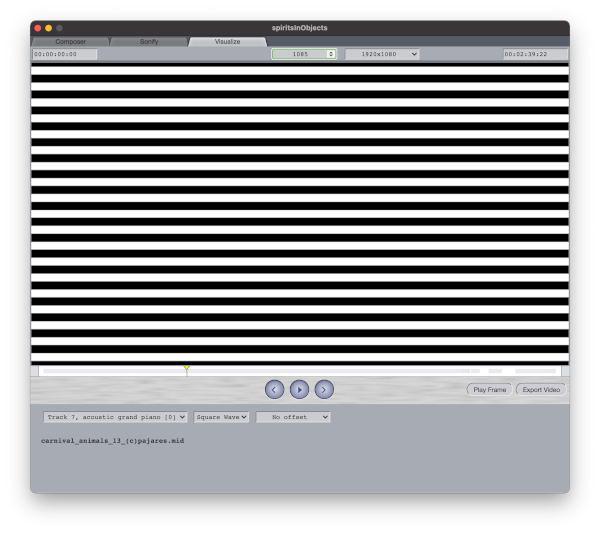 spiritsInObjects
Composer Sonify Visualize
00:00:00:00 1085 1920x1080 00:02:39:22
Play Frame Export Video
Track 7, acoustic grand piano [0] Square Wave No offset
carnival_animals_13_(c)pajares.mid